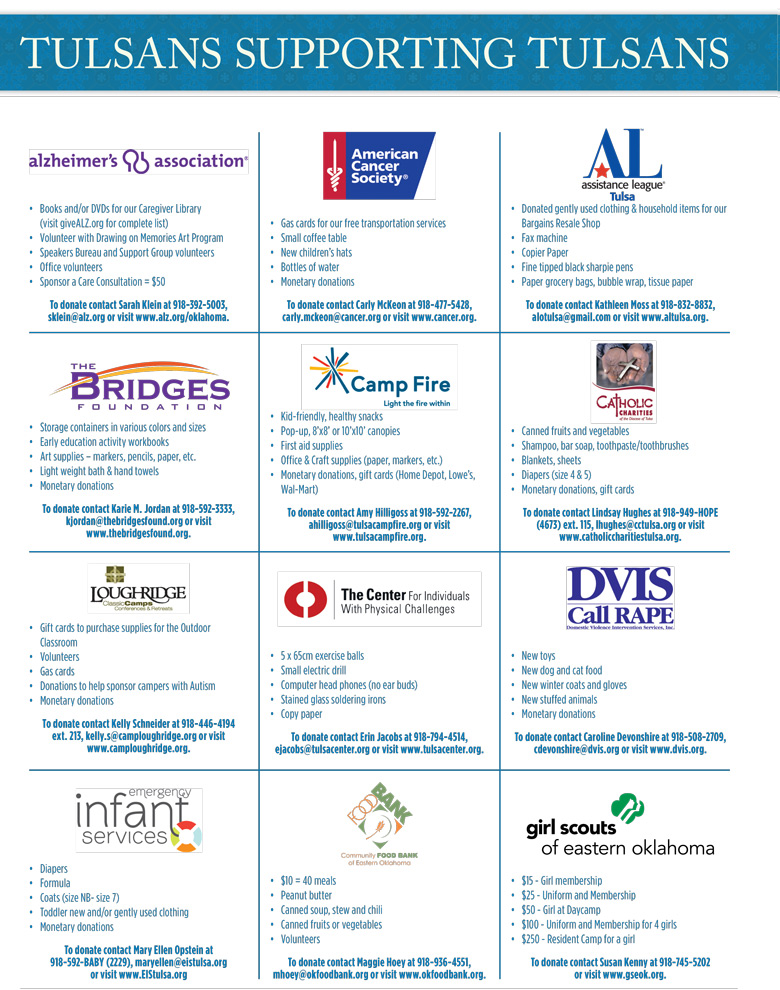 TULSANS SUPPORTING TULSANS
alzheimer's association®
• Books and/or DVDs for our Caregiver Library
(visit giveALZ.org for complete list)
• Volunteer with Drawing on Memories Art Program
• Speakers Bureau and Support Group volunteers
• Office volunteers
• Sponsor a Care Consultation = $50
To donate contact Sarah Klein at 918-392-5003,
sklein@alz.org or visit www.alz.org/oklahoma.
American
Cancer
Society®
• Gas cards for our free transportation services
• Small coffee table
• New children's hats
• Bottles of water
• Monetary donations
To donate contact Carly McKeon at 918-477-5428,
carly.mckeon@cancer.org or visit www.cancer.org.
AL
assistance league®
Tulsa
• Donated gently used clothing & household items for our
Bargains Resale Shop
• Fax machine
• Copier Paper
• Fine tipped black sharpie pens
• Paper grocery bags, bubble wrap, tissue paper
To donate contact Kathleen Moss at 918-832-8832,
alotulsa@gmail.com or visit www.altulsa.org.
THE
BRIDGES
FOUNDATION
• Storage containers in various colors and sizes
• Early education activity workbooks
• Art supplies – markers, pencils, paper, etc.
• Light weight bath & hand towels
• Monetary donations
To donate contact Karie M. Jordan at 918-592-3333,
kjordan@thebridgesfound.org or visit
www.thebridgesfound.org.
Camp Fire
Light the fire within
• Kid-friendly, healthy snacks
• Pop-up, 8'x8' or 10'x10' canopies
• First aid supplies
• Office & Craft supplies (paper, markers, etc.)
• Monetary donations, gift cards (Home Depot, Lowe's,
Wal-Mart)
To donate contact Amy Hilligoss at 918-592-2267,
ahilligoss@tulsacampfire.org or visit
www.tulsacampfire.org.
CATHOLIC
CHARITIES
of the Diocese of Tulsa
• Canned fruits and vegetables
• Shampoo, bar soap, toothpaste/toothbrushes
• Blankets, sheets
• Diapers (size 4 & 5)
• Monetary donations, gift cards
To donate contact Lindsay Hughes at 918-949-HOPE
(4673) ext. 115, lhughes@cctulsa.org or visit
www.catholiccharitiestulsa.org.
LOUGHRIDGE
ClassicCamps
Conferences & Retreats
• Gift cards to purchase supplies for the Outdoor
Classroom
• Volunteers
• Gas cards
• Donations to help sponsor campers with Autism
• Monetary donations
To donate contact Kelly Schneider at 918-446-4194
ext. 213, kelly.s@camploughridge.org or visit
www.camploughridge.org.
The Center For Individuals
With Physical Challenges
• 5 x 65cm exercise balls
• Small electric drill
• Computer head phones (no ear buds)
• Stained glass soldering irons
• Copy paper
To donate contact Erin Jacobs at 918-794-4514,
ejacobs@tulsacenter.org or visit www.tulsacenter.org.
DVIS
Call RAPE
Domestic Violence Intervention Services, Inc.
• New toys
• New dog and cat food
• New winter coats and gloves
• New stuffed animals
• Monetary donations
To donate contact Caroline Devonshire at 918-508-2709,
cdevonshire@dvis.org or visit www.dvis.org.
emergency
infant
services
• Diapers
• Formula
• Coats (size NB- size 7)
• Toddler new and/or gently used clothing
• Monetary donations
To donate contact Mary Ellen Opstein at
918-592-BABY (2229), maryellen@eistulsa.org
or visit www.EIStulsa.org
FOOD BANK
Community FOOD BANK
of Eastern Oklahoma
• $10 = 40 meals
• Peanut butter
• Canned soup, stew and chili
• Canned fruits or vegetables
• Volunteers
To donate contact Maggie Hoey at 918-936-4551,
mhoey@okfoodbank.org or visit www.okfoodbank.org.
girl scouts
of eastern oklahoma
• $15 - Girl membership
• $25 - Uniform and Membership
• $50 - Girl at Daycamp
• $100 - Uniform and Membership for 4 girls
• $250 - Resident Camp for a girl
To donate contact Susan Kenny at 918-745-5202
or visit www.gseok.org.